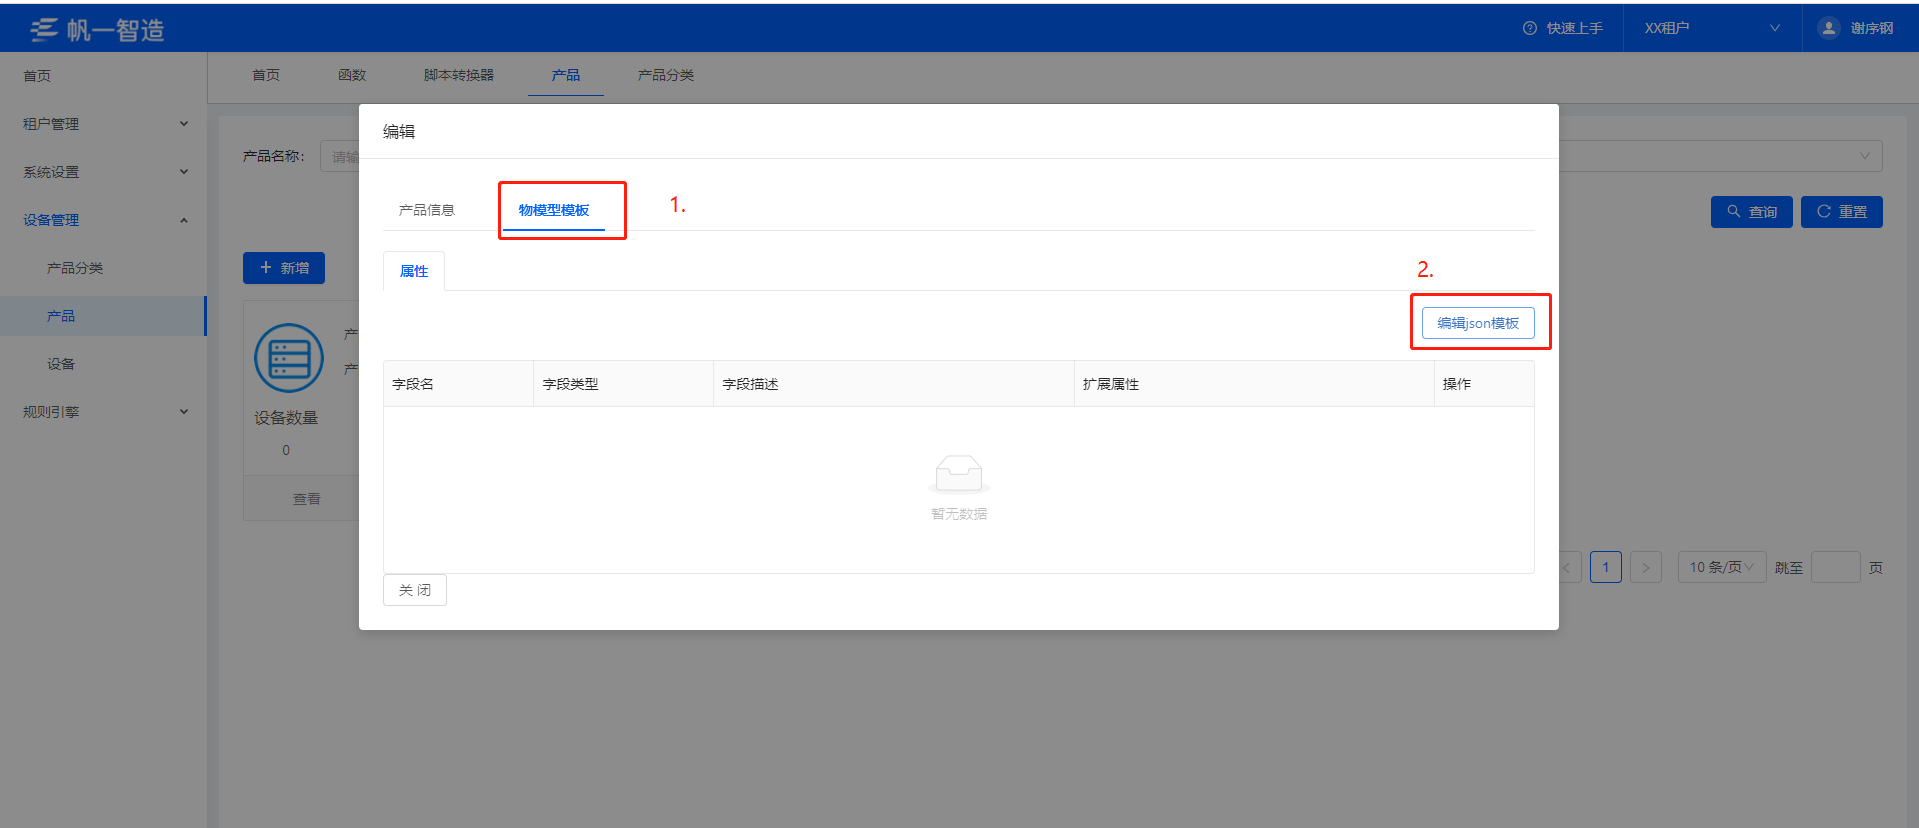 帆一智造
快速上手
XX租户
谢序钢
首页
租户管理
系统设置
设备管理
产品分类
产品
设备
规则引擎
首页
函数
脚本转换器
产品
产品分类
产品名称：
请输
查询
重置
新增
产
产
设备数量
0
查看
编辑
产品信息
物模型模板
1.
属性
2.
编辑json模板
字段名
字段类型
字段描述
扩展属性
操作
暂无数据
关 闭
1
10 条/页
跳至
页